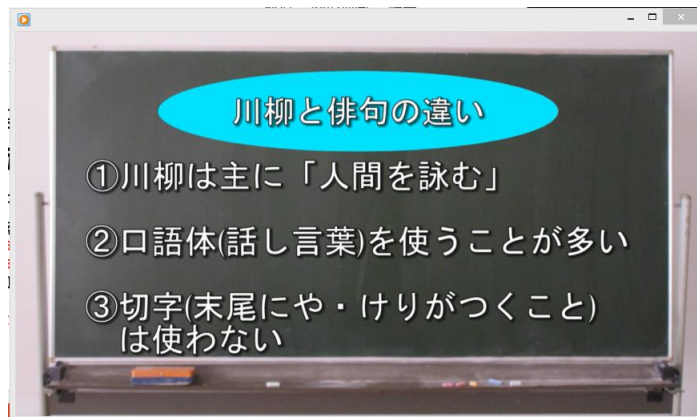 川柳と俳句の違い
①川柳は主に「人間を詠む」
②口語体(話し言葉)を使うことが多い
③切字(末尾にや・けりがつくこと)
は使わない